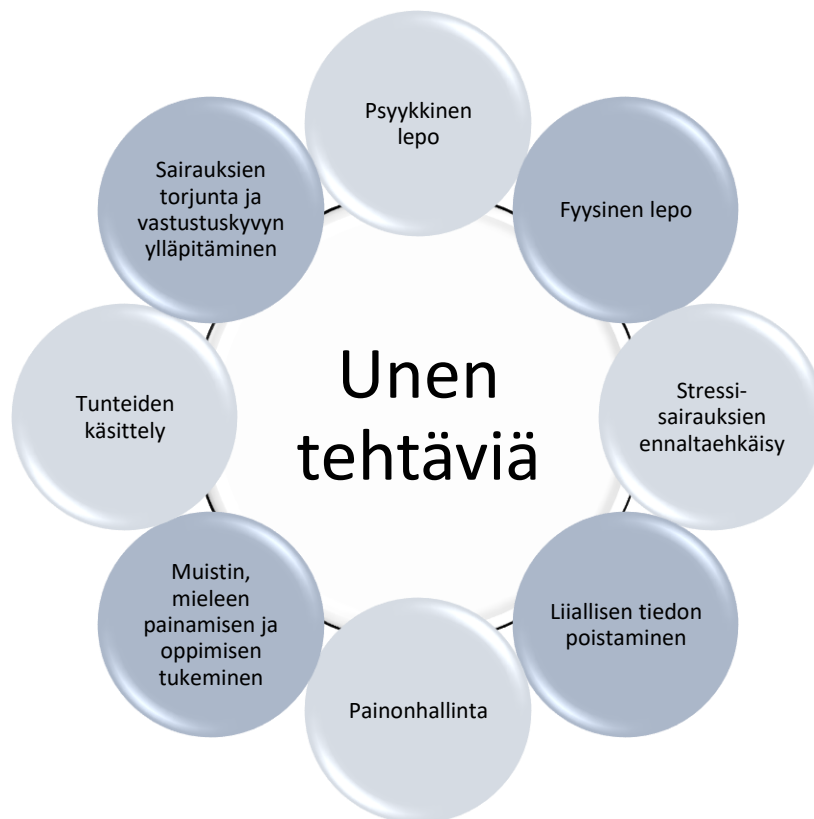 Unen
tehtäviä
Psyykkinen
lepo
Fyysinen lepo
Stressi-
sairauksien
ennaltaehkäisy
Liiallisen tiedon
poistaminen
Painonhallinta
Muistin,
mieleen
painamisen ja
oppimisen
tukeminen
Tunteiden
käsittely
Sairauksien
torjunta ja
vastustuskyvyn
ylläpitäminen